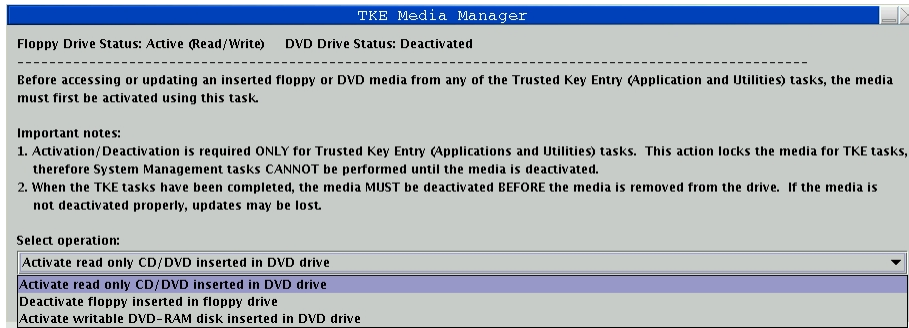 TKE Media Manager
Floppy Drive Status: Active (Read/Write) DVD Drive Status: Deactivated
--------------------------------------------------------------------------------
Before accessing or updating an inserted floppy or DVD media from any of the Trusted Key Entry (Application and Utilities) tasks, the media
must first be activated using this task.
Important notes:
1. Activation/Deactivation is required ONLY for Trusted Key Entry (Applications and Utilities) tasks. This action locks the media for TKE tasks,
therefore System Management tasks CANNOT be performed until the media is deactivated.
2. When the TKE tasks have been completed, the media MUST be deactivated BEFORE the media is removed from the drive. If the media is
not deactivated properly, updates may be lost.
Select operation:
Activate read only CD/DVD inserted in DVD drive
Activate read only CD/DVD inserted in DVD drive
Deactivate floppy inserted in floppy drive
Activate writable DVD-RAM disk inserted in DVD drive